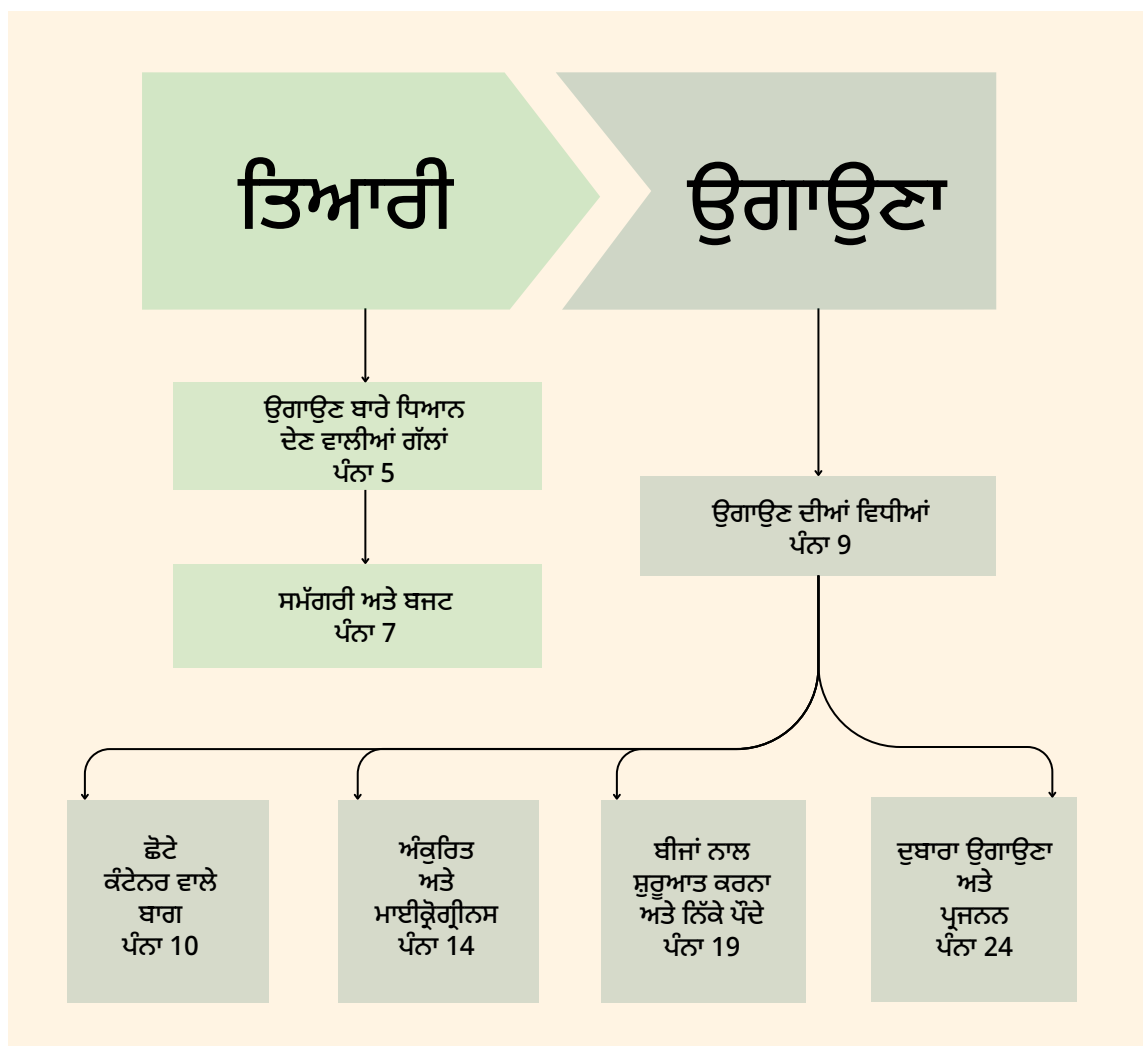 ਤਿਆਰੀ
ਉਗਾਉਣਾ
ਉਗਾਉਣ ਬਾਰੇ ਧਿਆਨ
ਦੇਣ ਵਾਲੀਆਂ ਗੱਲਾਂ
ਪੰਨਾ 5
ਸਮੱਗਰੀ ਅਤੇ ਬਜਟ
ਪੰਨਾ 7
ਉਗਾਉਣ ਦੀਆਂ ਵਿਧੀਆਂ
ਪੰਨਾ 9
ਛੋਟੇ
ਕੰਟੇਨਰ ਵਾਲੇ
ਬਾਗ
ਪੰਨਾ 10
ਅੰਕੁਰਿਤ
ਅਤੇ
ਮਾਈਕ੍ਰੋਗ੍ਰੀਨਸ
ਪੰਨਾ 14
ਬੀਜਾਂ ਨਾਲ
ਸ਼ੁਰੂਆਤ ਕਰਨਾ
ਅਤੇ ਨਿੱਕੇ ਪੌਦੇ
ਪੰਨਾ 19
ਦੁਬਾਰਾ ਉਗਾਉਣਾ
ਅਤੇ
ਪ੍ਰਜਨਨ
ਪੰਨਾ 24